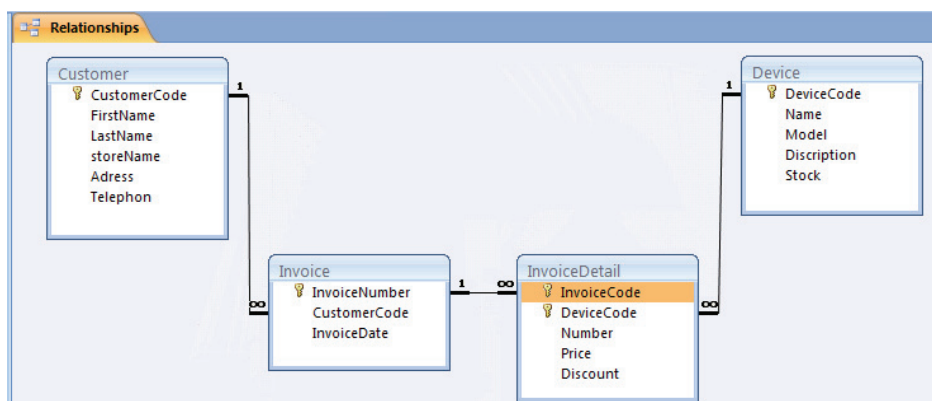 Relationships
Customer
CustomerCode
FirstName
LastName
storeName
Adress
Telephon
1
∞
Invoice
InvoiceNumber
CustomerCode
InvoiceDate
1
∞
InvoiceDetail
InvoiceCode
DeviceCode
Number
Price
Discount
1
∞
Device
DeviceCode
Name
Model
Discription
Stock